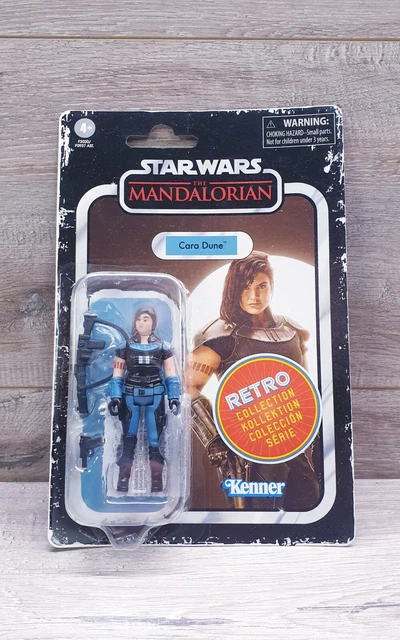 4+
WARNING:
CHOKING HAZARD–Small parts.
Not for children under 3 years.
STAR WARS
THE
MANDALORIAN
Cara Dune™
RETRO
COLLECTION
KOLLEKTION
COLECCIÓN
SÉRIE
Kenner